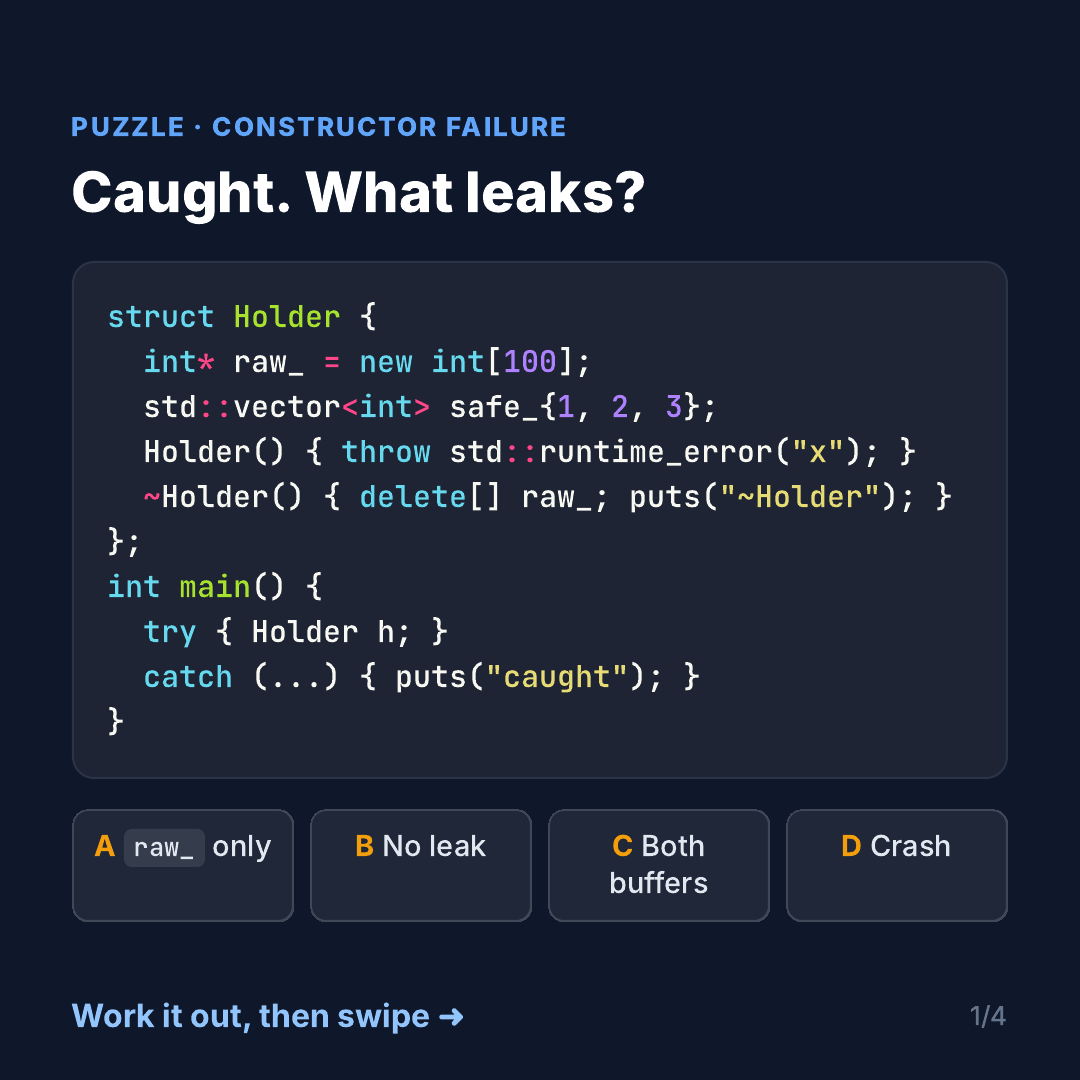 PUZZLE · CONSTRUCTOR FAILURE
Caught. What leaks?
struct Holder {
  int* raw_ = new int[100];
  std::vector<int> safe_{1, 2, 3};
  Holder() { throw std::runtime_error("x"); }
  ~Holder() { delete[] raw_; puts("~Holder"); }
};
int main() {
  try { Holder h; }
  catch (...) { puts("caught"); }
}
A raw_ only
B No leak
C Both
buffers
D Crash
Work it out, then swipe ➜
1/4